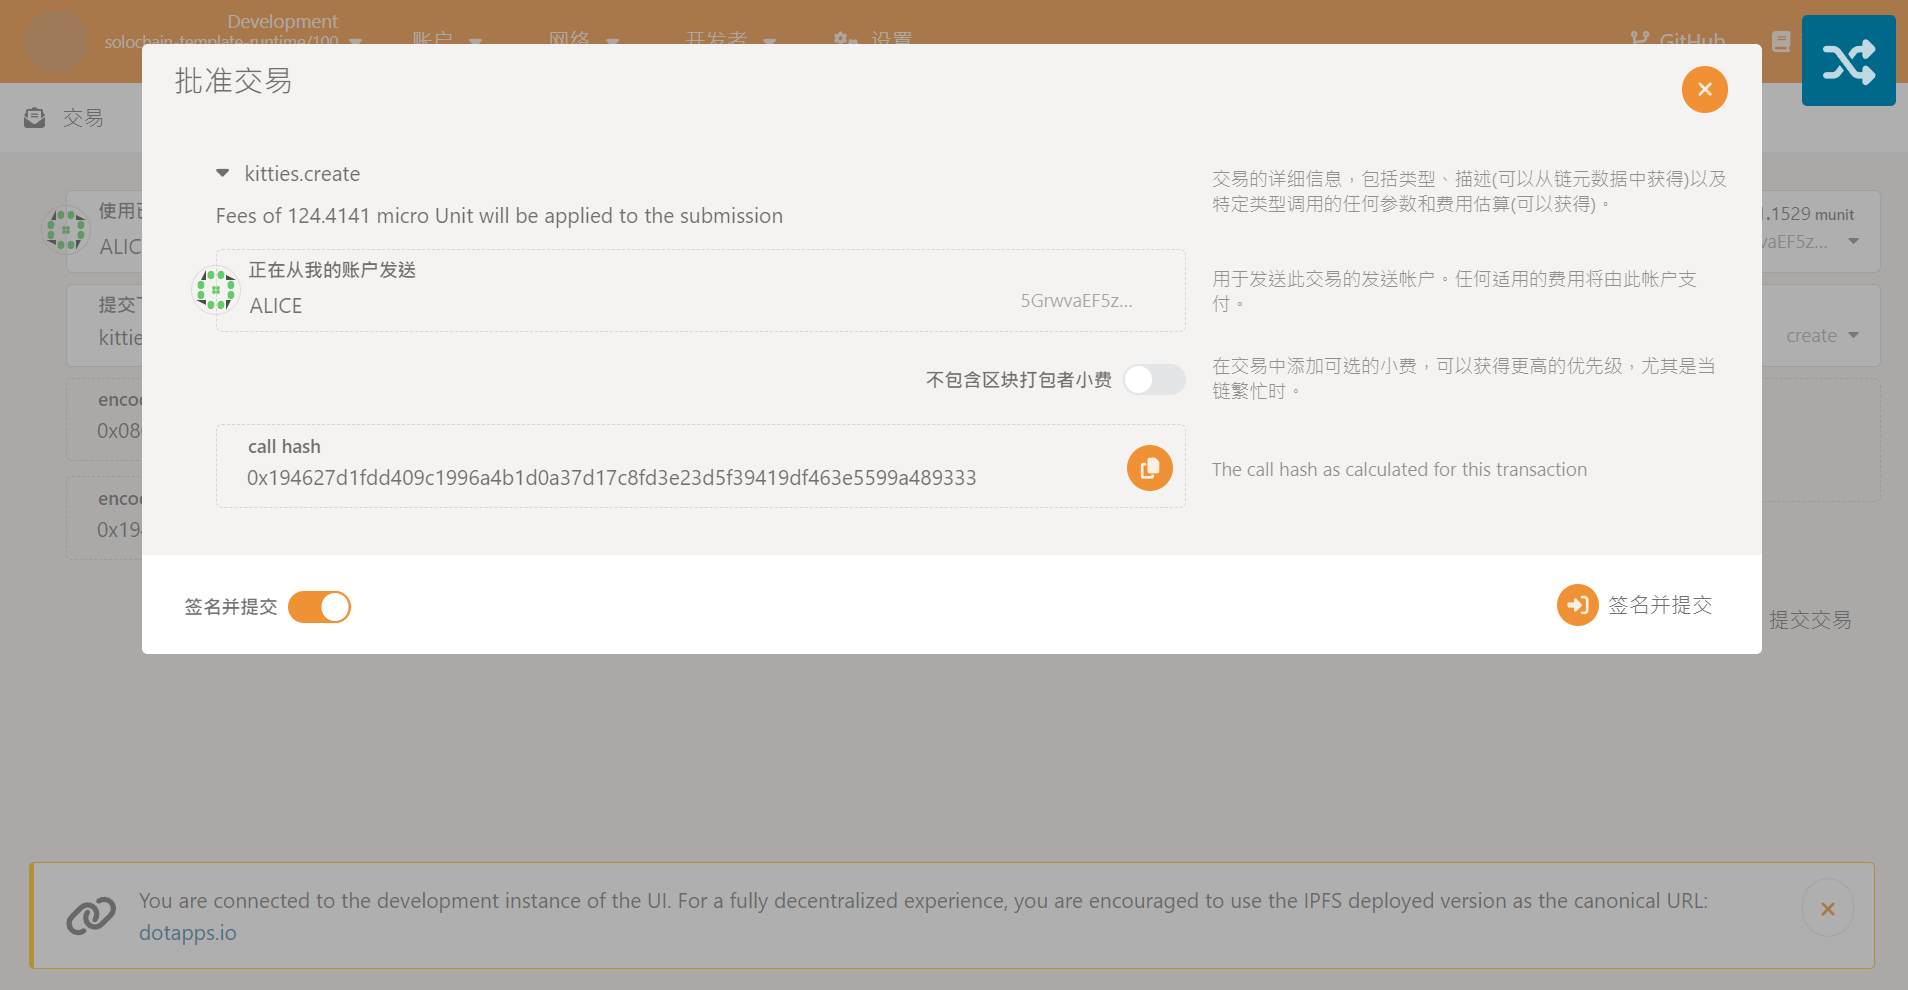 Development
solochain-template-runtime/100
账户
网络
开发者
设置
GitHub
交易
批准交易
kitties.create
Fees of 124.4141 micro Unit will be applied to the submission
交易的详细信息，包括类型、描述(可以从链元数据中获得)以及
特定类型调用的任何参数和费用估算(可以获得)。
正在从我的账户发送
ALICE
5GrwvaEF5z...
用于发送此交易的发送帐户。任何适用的费用将由此帐户支
付。
不包含区块打包者小费
在交易中添加可选的小费，可以获得更高的优先级，尤其是当
链繁忙时。
call hash
0x194627d1fdd409c1996a4b1d0a37d17c8fd3e23d5f39419df463e5599a489333
The call hash as calculated for this transaction
签名并提交
签名并提交
使用
ALIC
.1529 munit
vaEF5z...
提交
kittie
create
enco
0x08
enco
0x19
提交交易
You are connected to the development instance of the UI. For a fully decentralized experience, you are encouraged to use the IPFS deployed version as the canonical URL:
dotapps.io